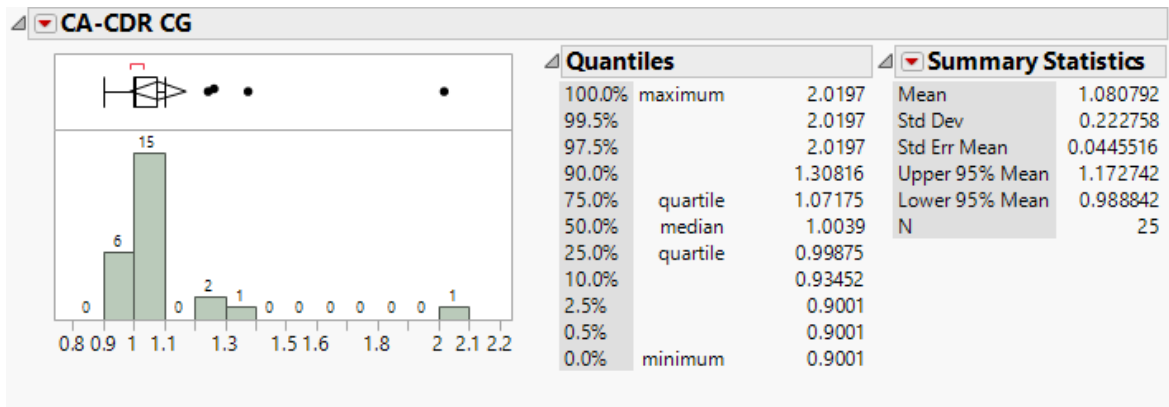 CA-CDR CG
15
6
2
1
1
0 0 0 0 0 0 0 0
0.8 0.9 1 1.1 1.3 1.5 1.6 1.8 2 2.1 2.2
Quantiles
100.0% maximum 2.0197
99.5% 2.0197
97.5% 2.0197
90.0% 1.30816
75.0% quartile 1.07175
50.0% median 1.0039
25.0% quartile 0.99875
10.0% 0.93452
2.5% 0.9001
0.5% 0.9001
0.0% minimum 0.9001
Summary Statistics
Mean 1.080792
Std Dev 0.222758
Std Err Mean 0.0445516
Upper 95% Mean 1.172742
Lower 95% Mean 0.988842
N 25